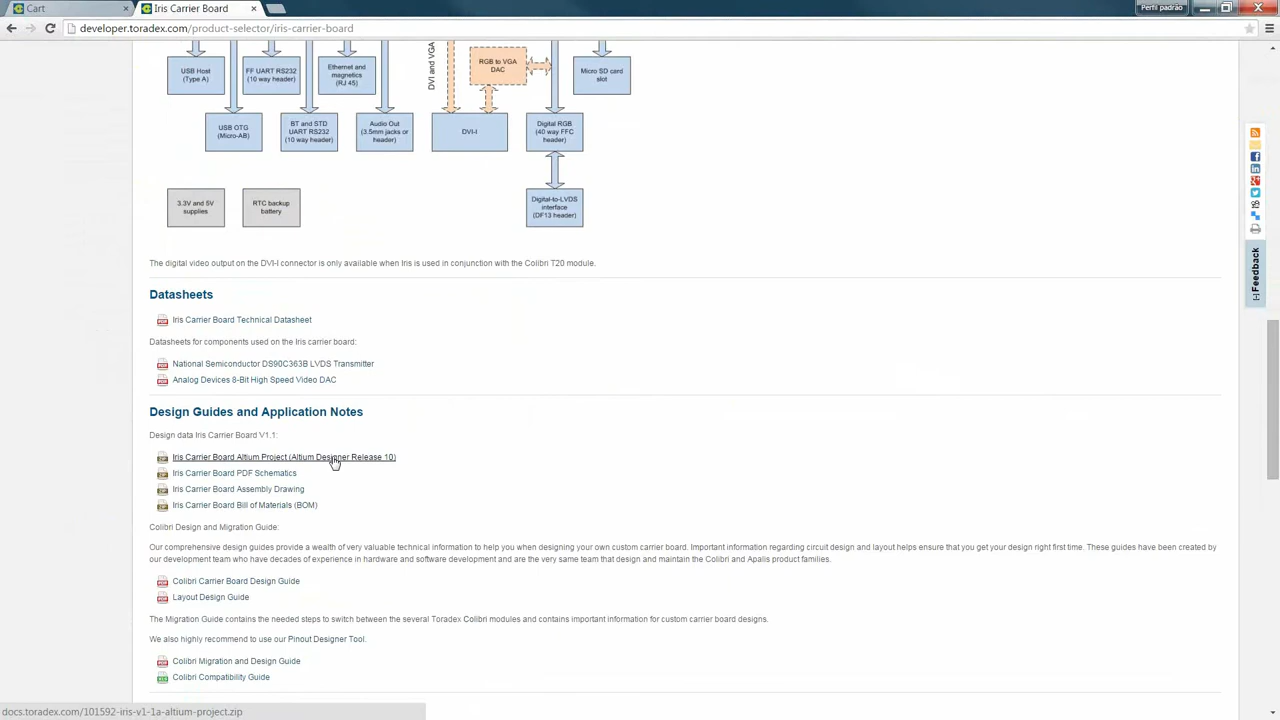 Cart
Iris Carrier Board
Perfil padrão
developer.toradex.com/product-selector/iris-carrier-board
USB Host
(Type A)
FF UART RS232
(10 way header)
Ethernet and
magnetics
(RJ 45)
DVI and VGA
RGB to VGA
DAC
Micro SD card
slot
USB OTG
(Micro-AB)
BT and STD
UART RS232
(10 way header)
Audio Out
(3.5mm jacks or
header)
DVI-I
Digital RGB
(40 way FFC
header)
3.3V and 5V
supplies
RTC backup
battery
Digital-to-LVDS
interface
(DF13 header)
Feedback
The digital video output on the DVI-I connector is only available when Iris is used in conjunction with the Colibri T20 module.
Datasheets
Iris Carrier Board Technical Datasheet
Datasheets for components used on the Iris carrier board:
National Semiconductor DS90C363B LVDS Transmitter
Analog Devices 8-Bit High Speed Video DAC
Design Guides and Application Notes
Design data Iris Carrier Board V1.1:
Iris Carrier Board Altium Project (Altium Designer Release 10)
Iris Carrier Board PDF Schematics
Iris Carrier Board Assembly Drawing
Iris Carrier Board Bill of Materials (BOM)
Colibri Design and Migration Guide:
Our comprehensive design guides provide a wealth of very valuable technical information to help you when designing your own custom carrier board. Important information regarding circuit design and layout helps ensure that you get your design right first time. These guides have been created by
our development team who have decades of experience in hardware and software development and are the very same team that design and maintain the Colibri and Apalis product families.
Colibri Carrier Board Design Guide
Layout Design Guide
The Migration Guide contains the needed steps to switch between the several Toradex Colibri modules and contains important information for custom carrier board designs.
We also highly recommend to use our Pinout Designer Tool.
Colibri Migration and Design Guide
Colibri Compatibility Guide
docs.toradex.com/101592-iris-v1-1a-altium-project.zip